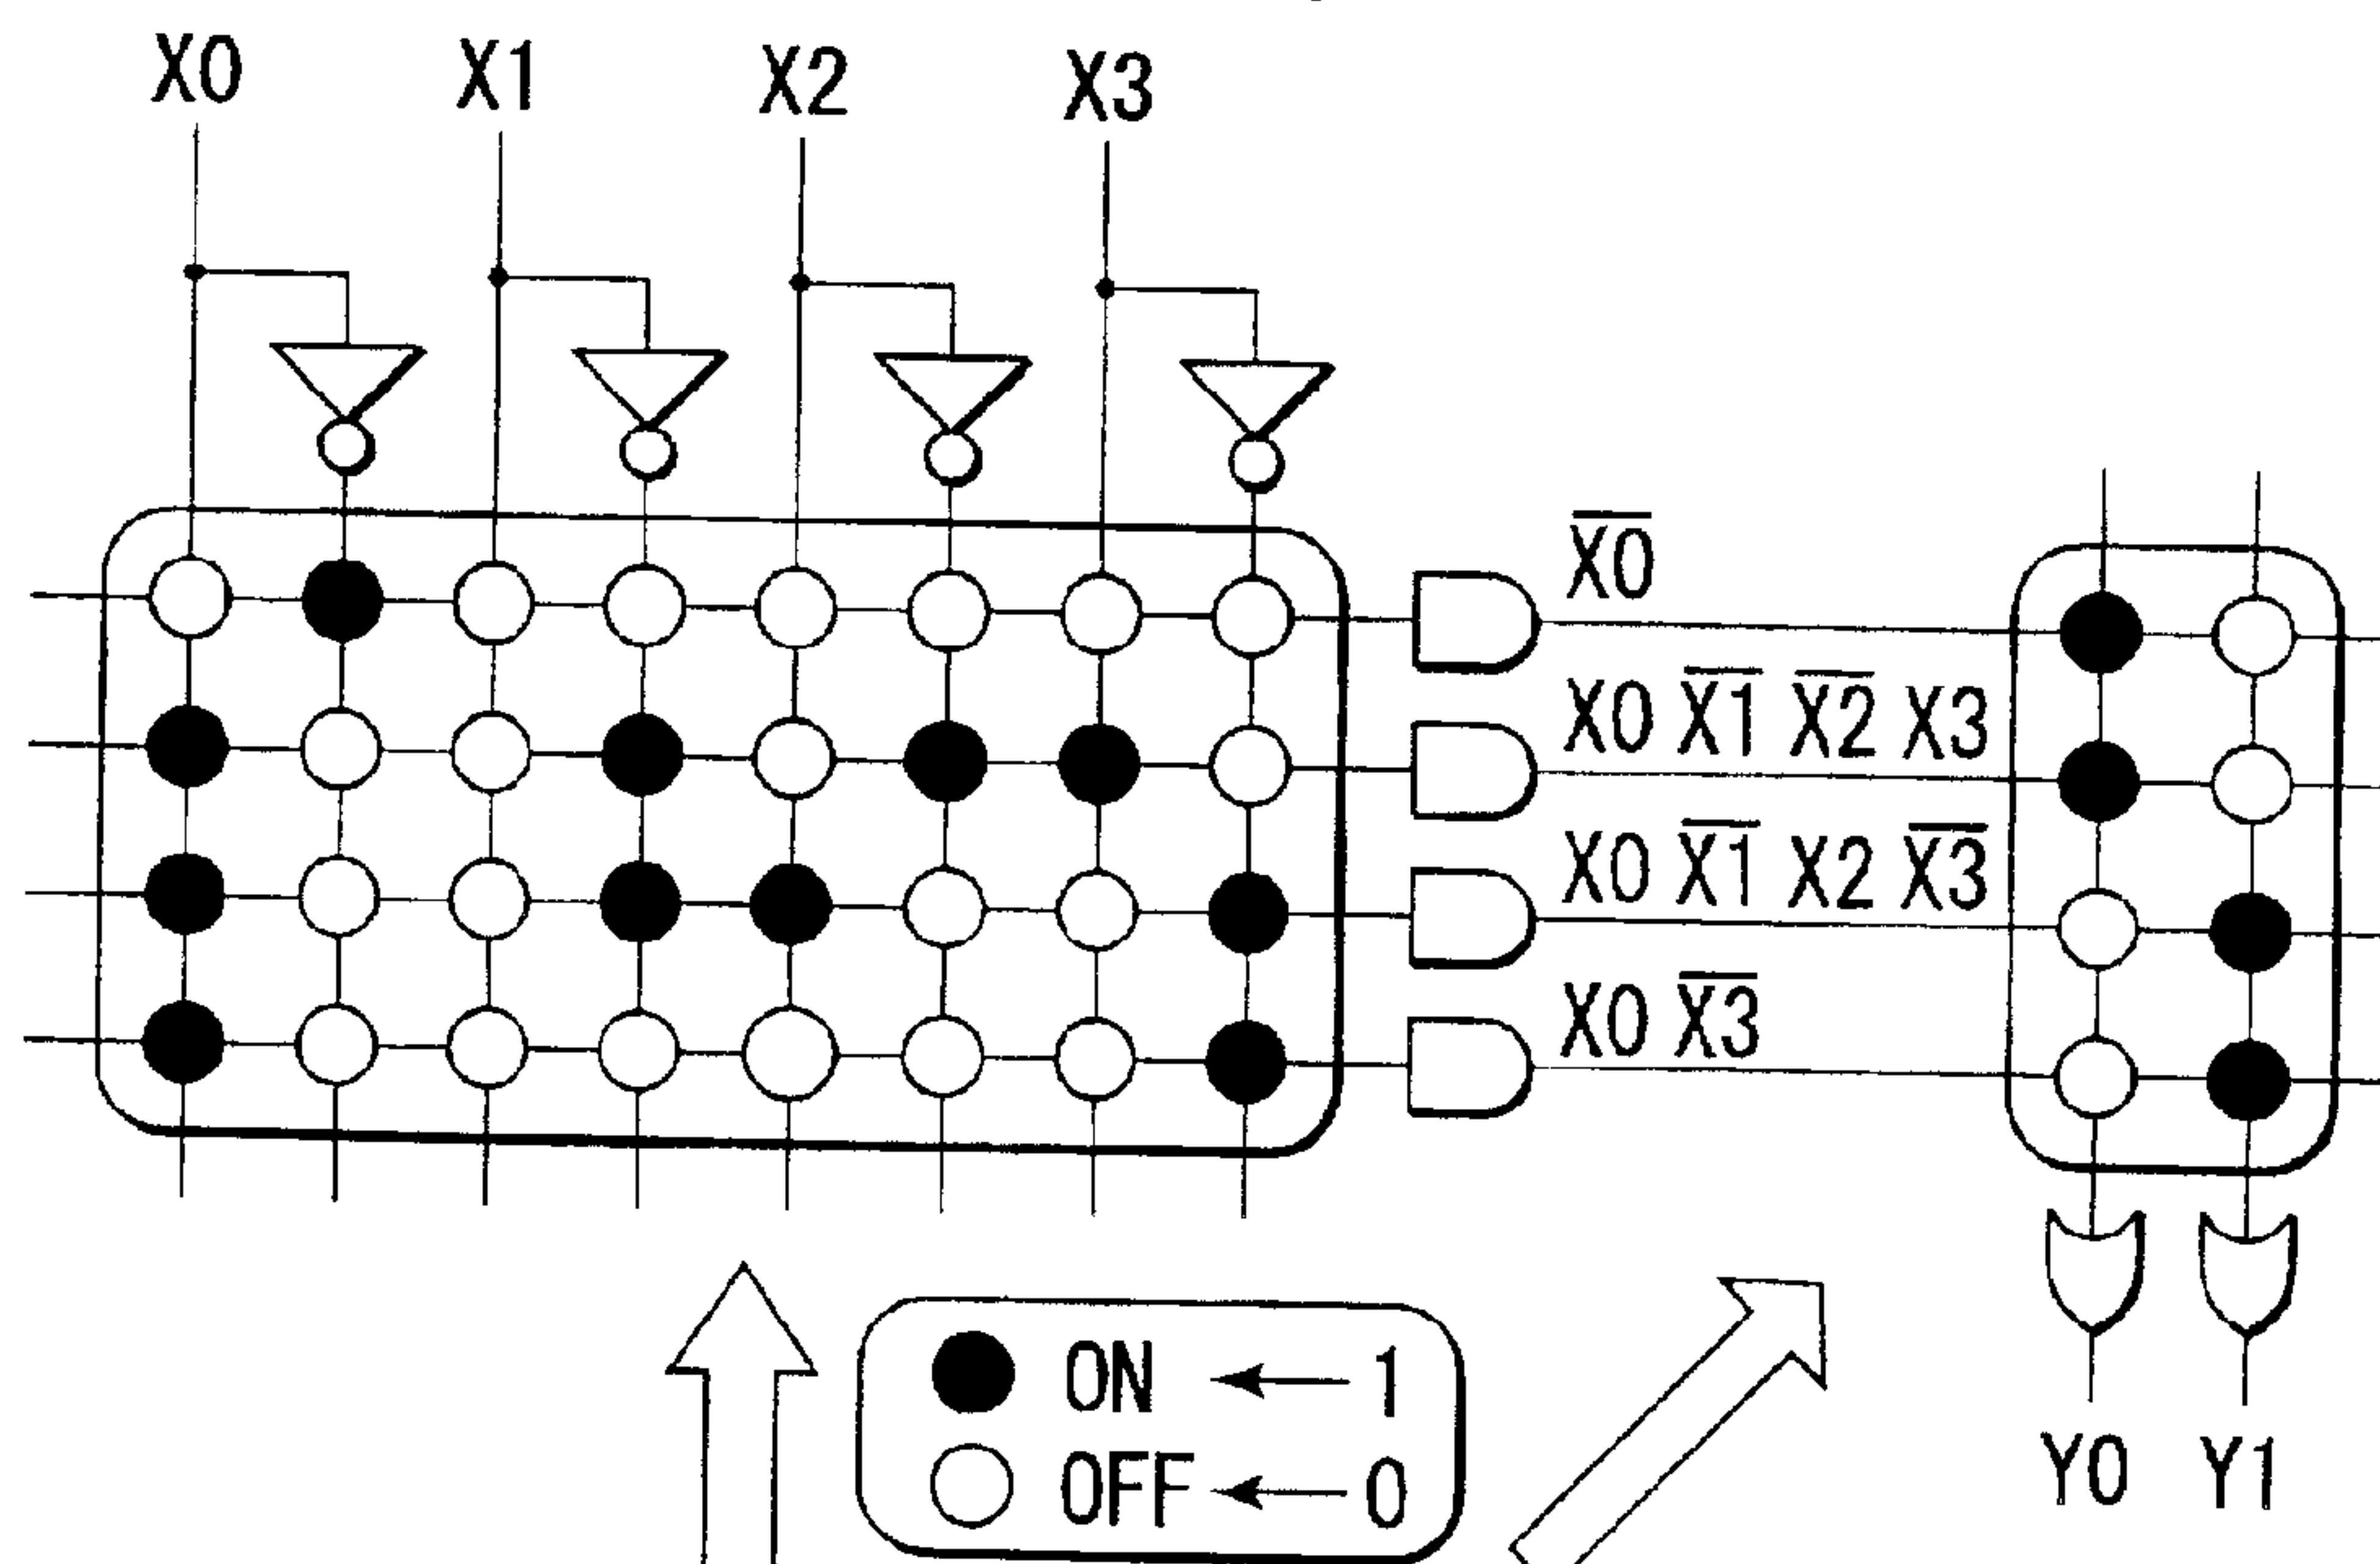 X0 X1 X2 X3
X̅0̅
X0 X̅1̅ X̅2̅ X3
X0 X̅1̅ X2 X̅3̅
X0 X̅3̅
ON ← 1
OFF ← 0
Y0 Y1